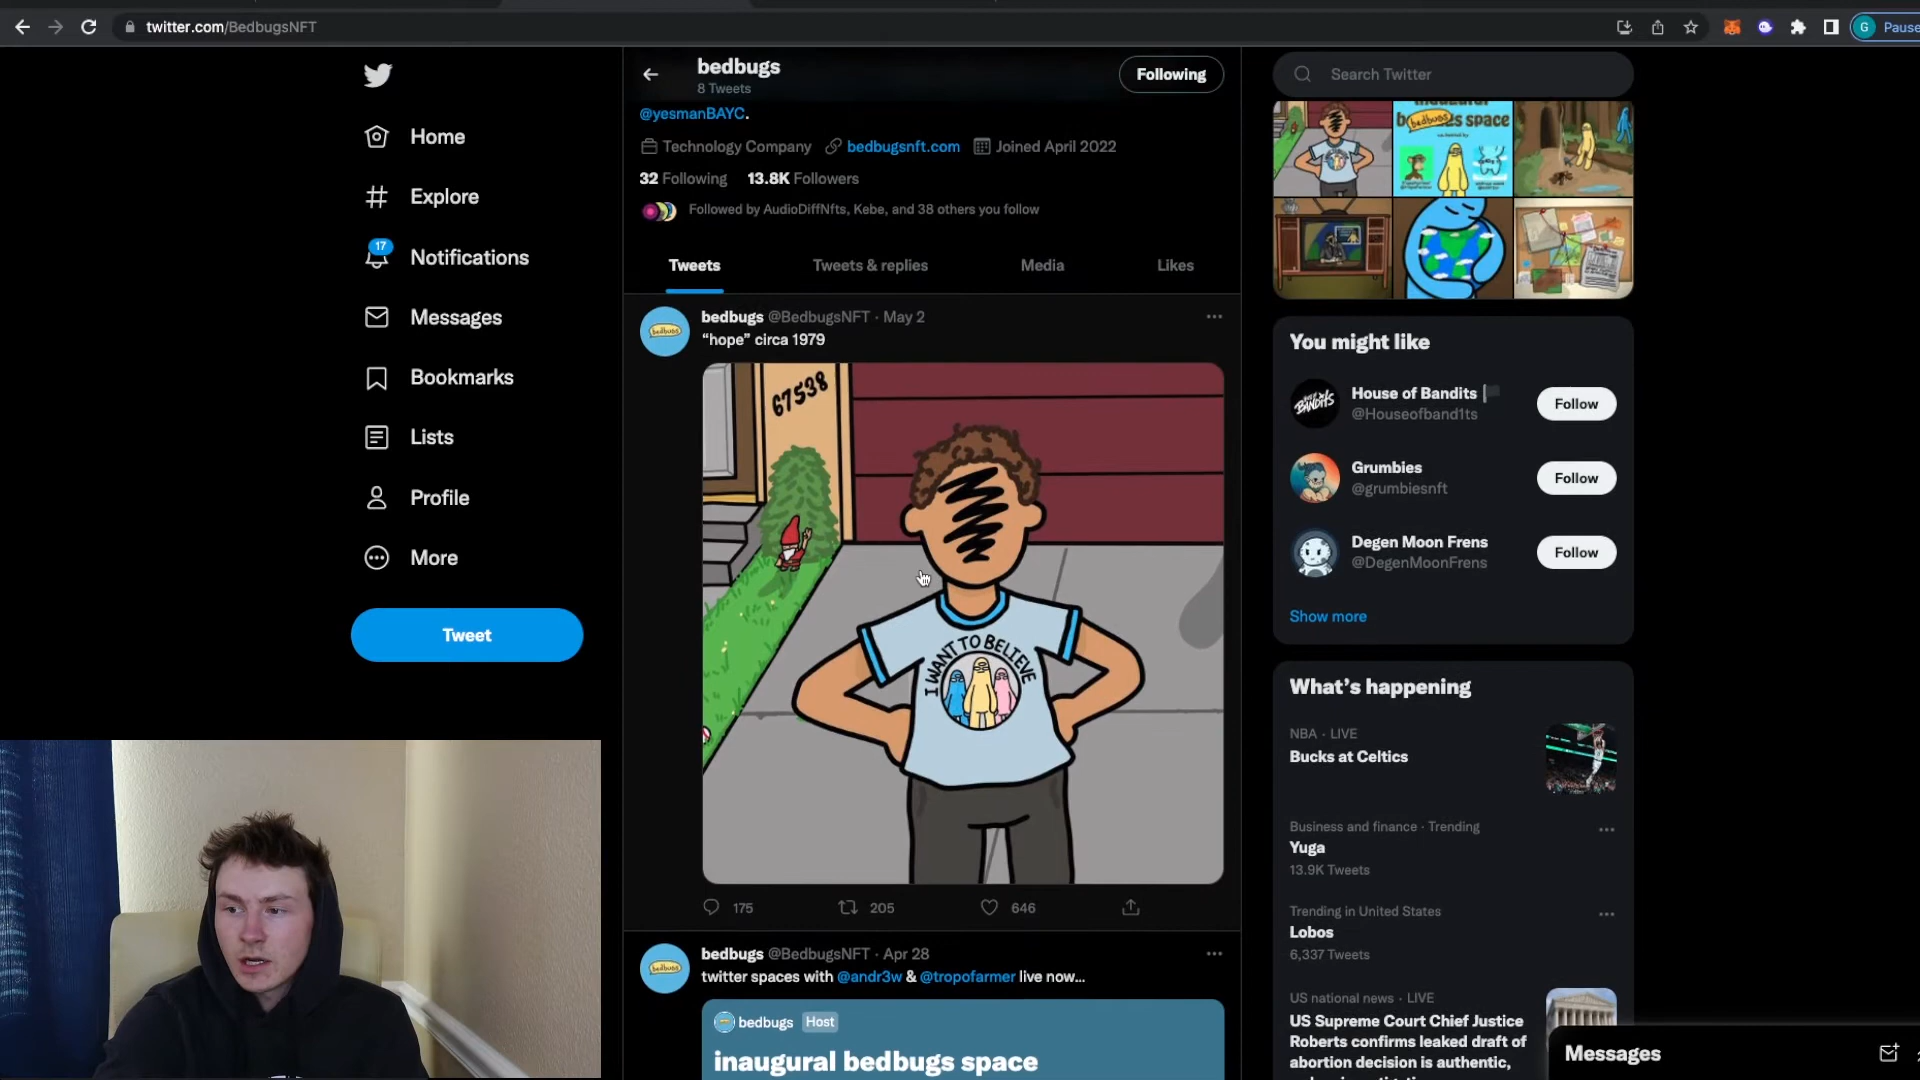 twitter.com/BedbugsNFT
G Pause
bedbugs
8 Tweets
Following
@yesmanBAYC.
Technology Company bedbugsnft.com Joined April 2022
32 Following 13.8K Followers
Followed by AudioDiffNfts, Kebe, and 38 others you follow
Tweets Tweets & replies Media Likes
Home
Explore
17
Notifications
Messages
Bookmarks
Lists
Profile
More
Tweet
bedbugs
bedbugs @BedbugsNFT · May 2
“hope” circa 1979
67538
I WANT TO BELIEVE
175 205 646
bedbugs
bedbugs @BedbugsNFT · Apr 28
twitter spaces with @andr3w & @tropofarmer live now...
bedbugs Host
inaugural bedbugs space
Search Twitter
inaugural
bedbugs space
You might like
HOUSE OF BANDITS
House of Bandits
@Houseofband1ts
Follow
Grumbies
@grumbiesnft
Follow
Degen Moon Frens
@DegenMoonFrens
Follow
Show more
What’s happening
NBA · LIVE
Bucks at Celtics
Business and finance · Trending
Yuga
13.9K Tweets
Trending in United States
Lobos
6,337 Tweets
US national news · LIVE
US Supreme Court Chief Justice
Roberts confirms leaked draft of
abortion decision is authentic,
Messages